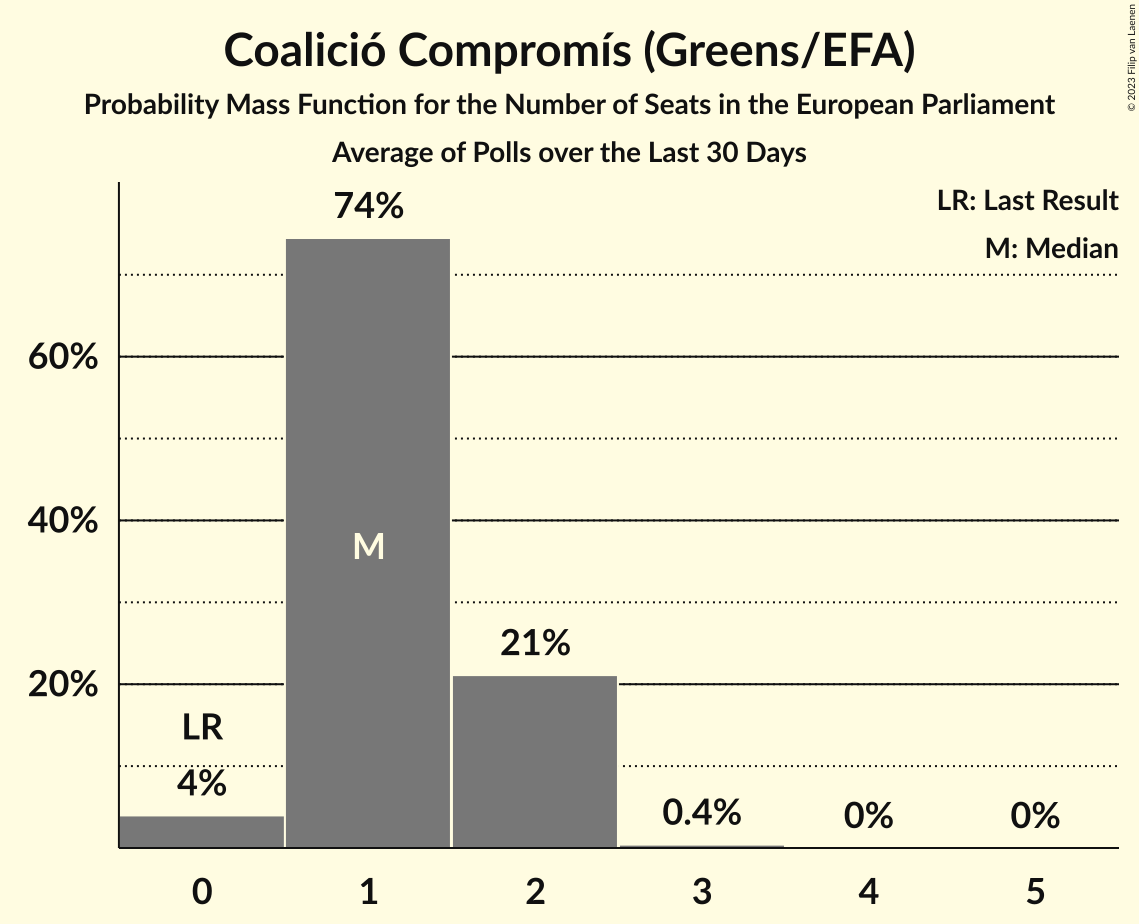 Coalició Compromís (Greens/EFA)
Probability Mass Function for the Number of Seats in the European Parliament
Average of Polls over the Last 30 Days
© 2023 Filip van Laenen
LR: Last Result
M: Median
74%
60%
40%
20%
M
21%
LR
4%
0.4%
0%
0%
0
1
2
3
4
5